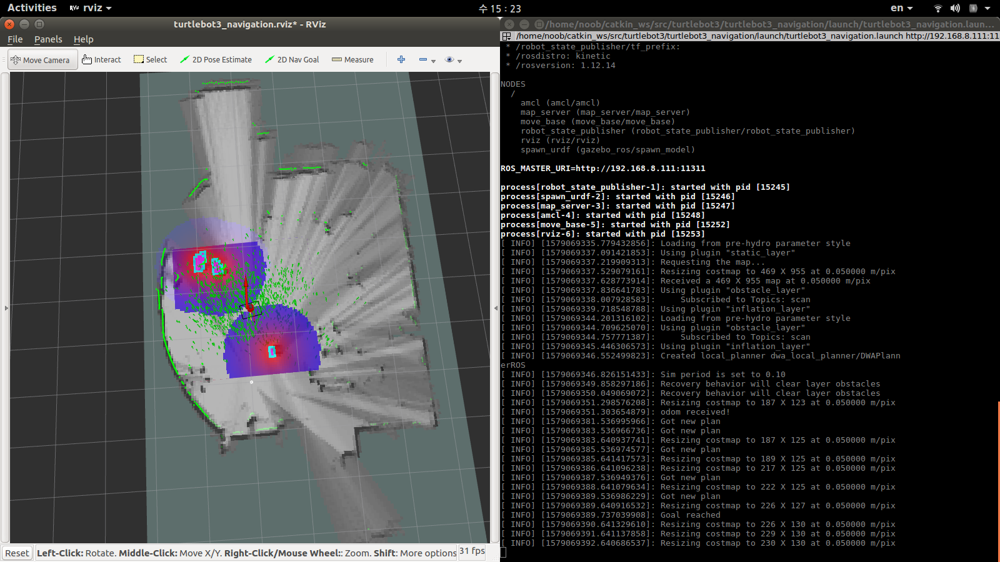 Activities
rviz
수 15 : 23
en
turtlebot3_navigation.rviz* - RViz
File Panels Help
Move Camera Interact Select 2D Pose Estimate 2D Nav Goal Measure
Reset
Left-Click: Rotate. Middle-Click: Move X/Y. Right-Click/Mouse Wheel:: Zoom. Shift: More options
31 fps
/home/noob/catkin_ws/src/turtlebot3/turtlebot3_navigation/launch/turtlebot3_navigation.laun...
/home/noob/catkin_ws/src/turtlebot3/turtlebot3_navigation/launch/turtlebot3_navigation.launch http://192.168.8.111:11
* /robot_state_publisher/tf_prefix:
* /rosdistro: kinetic
* /rosversion: 1.12.14
NODES
/
amcl (amcl/amcl)
map_server (map_server/map_server)
move_base (move_base/move_base)
robot_state_publisher (robot_state_publisher/robot_state_publisher)
rviz (rviz/rviz)
spawn_urdf (gazebo_ros/spawn_model)
ROS_MASTER_URI=http://192.168.8.111:11311
process[robot_state_publisher-1]: started with pid [15245]
process[spawn_urdf-2]: started with pid [15246]
process[map_server-3]: started with pid [15247]
process[amcl-4]: started with pid [15248]
process[move_base-5]: started with pid [15252]
process[rviz-6]: started with pid [15253]
[ INFO] [1579069335.779432856]: Loading from pre-hydro parameter style
[ INFO] [1579069337.091421853]: Using plugin "static_layer"
[ INFO] [1579069337.219909313]: Requesting the map...
[ INFO] [1579069337.529079161]: Resizing costmap to 469 X 955 at 0.050000 m/pix
[ INFO] [1579069337.628773914]: Received a 469 X 955 map at 0.050000 m/pix
[ INFO] [1579069337.836641783]: Using plugin "obstacle_layer"
[ INFO] [1579069338.007928583]:     Subscribed to Topics: scan
[ INFO] [1579069339.718548788]: Using plugin "inflation_layer"
[ INFO] [1579069344.201316102]: Loading from pre-hydro parameter style
[ INFO] [1579069344.709625070]: Using plugin "obstacle_layer"
[ INFO] [1579069344.757771387]:     Subscribed to Topics: scan
[ INFO] [1579069345.446306573]: Using plugin "inflation_layer"
[ INFO] [1579069346.552499823]: Created local_planner dwa_local_planner/DWAPlann
erROS
[ INFO] [1579069346.826151433]: Sim period is set to 0.10
[ INFO] [1579069349.858297186]: Recovery behavior will clear layer obstacles
[ INFO] [1579069350.049069072]: Recovery behavior will clear layer obstacles
[ INFO] [1579069351.298576208]: Resizing costmap to 187 X 123 at 0.050000 m/pix
[ INFO] [1579069351.303654879]: odom received!
[ INFO] [1579069381.536995966]: Got new plan
[ INFO] [1579069383.536966736]: Got new plan
[ INFO] [1579069383.640937741]: Resizing costmap to 187 X 125 at 0.050000 m/pix
[ INFO] [1579069385.536974577]: Got new plan
[ INFO] [1579069385.641417573]: Resizing costmap to 189 X 125 at 0.050000 m/pix
[ INFO] [1579069386.641096238]: Resizing costmap to 217 X 125 at 0.050000 m/pix
[ INFO] [1579069387.536949376]: Got new plan
[ INFO] [1579069388.641079634]: Resizing costmap to 222 X 125 at 0.050000 m/pix
[ INFO] [1579069389.536986229]: Got new plan
[ INFO] [1579069389.640916532]: Resizing costmap to 226 X 127 at 0.050000 m/pix
[ INFO] [1579069389.737039908]: Goal reached
[ INFO] [1579069390.641329610]: Resizing costmap to 226 X 130 at 0.050000 m/pix
[ INFO] [1579069391.641137858]: Resizing costmap to 229 X 130 at 0.050000 m/pix
[ INFO] [1579069392.640686537]: Resizing costmap to 230 X 130 at 0.050000 m/pix